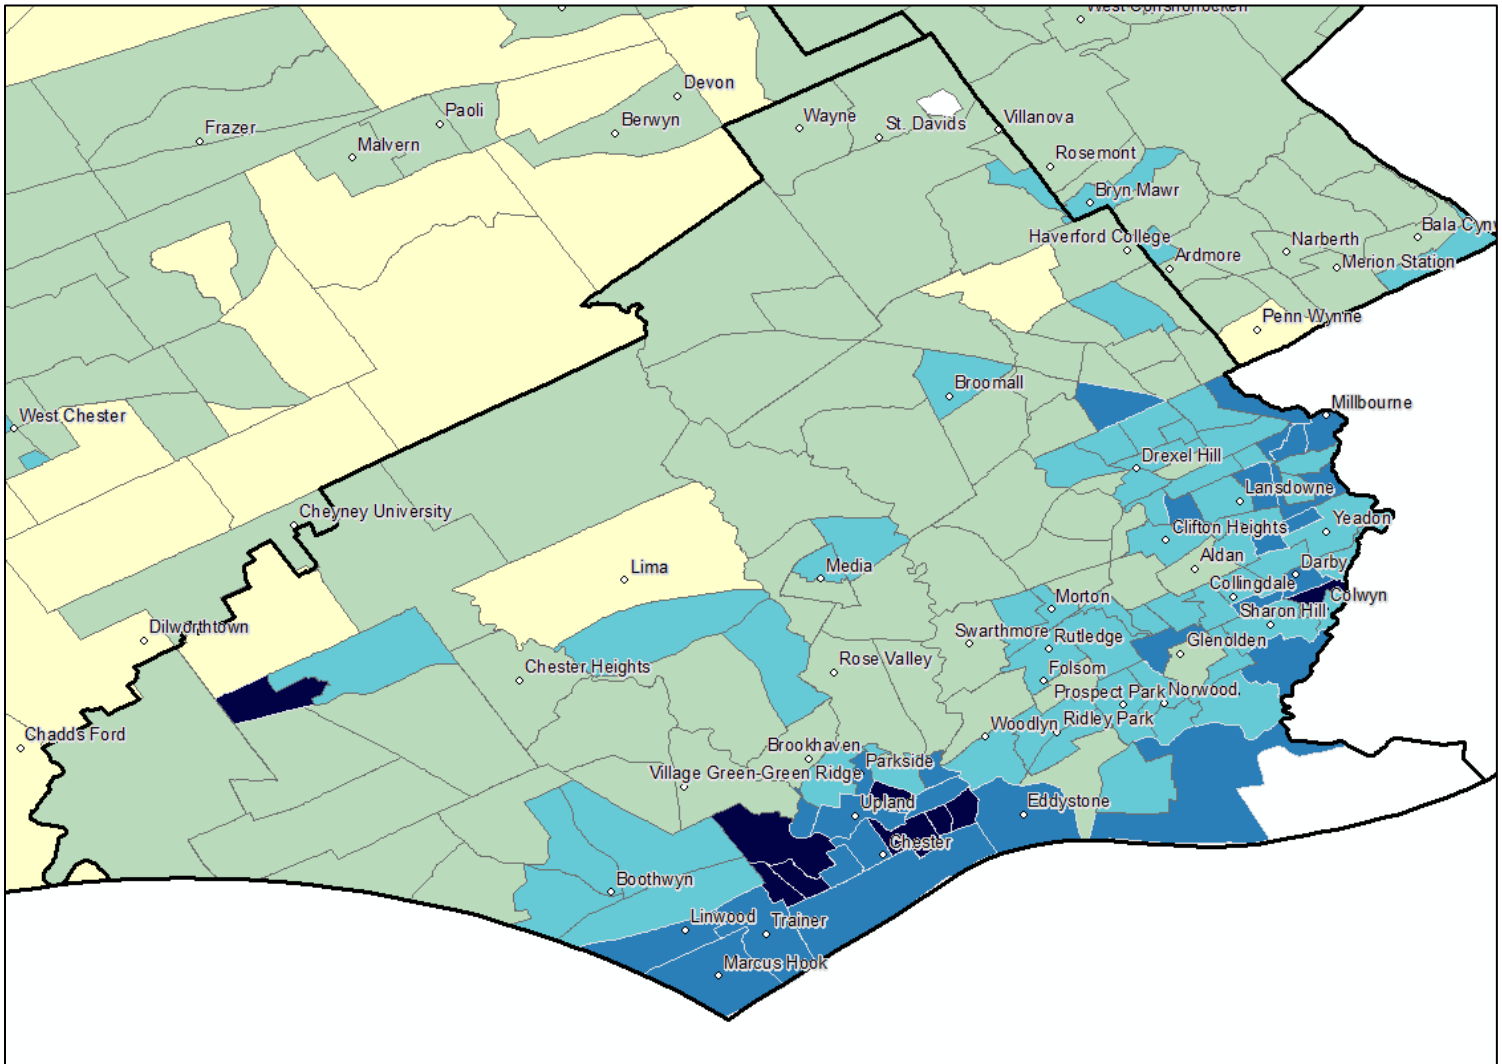 West Conshohocken
Devon
Paoli
Berwyn
Wayne
Villanova
St. Davids
Frazer
Malvern
Rosemont
Bryn Mawr
Bala Cynw
Haverford College
Narberth
Ardmore
Merion Station
Penn Wynne
Broomall
Millbourne
West Chester
Drexel Hill
Lansdowne
Cheyney University
Yeadon
Clifton Heights
Aldan
Lima
Media
Darby
Collingdale
Morton
Colwyn
Sharon Hill
Dilworthtown
Swarthmore
Rutledge
Glenolden
Chester Heights
Rose Valley
Folsom
Prospect Park
Norwood.
Chadds Ford
Woodlyn
Ridley Park
Brookhaven
Parkside
Village Green-Green Ridge
Upland
Eddystone
Chester
Boothwyn
Linwood
Trainer
Marcus Hook